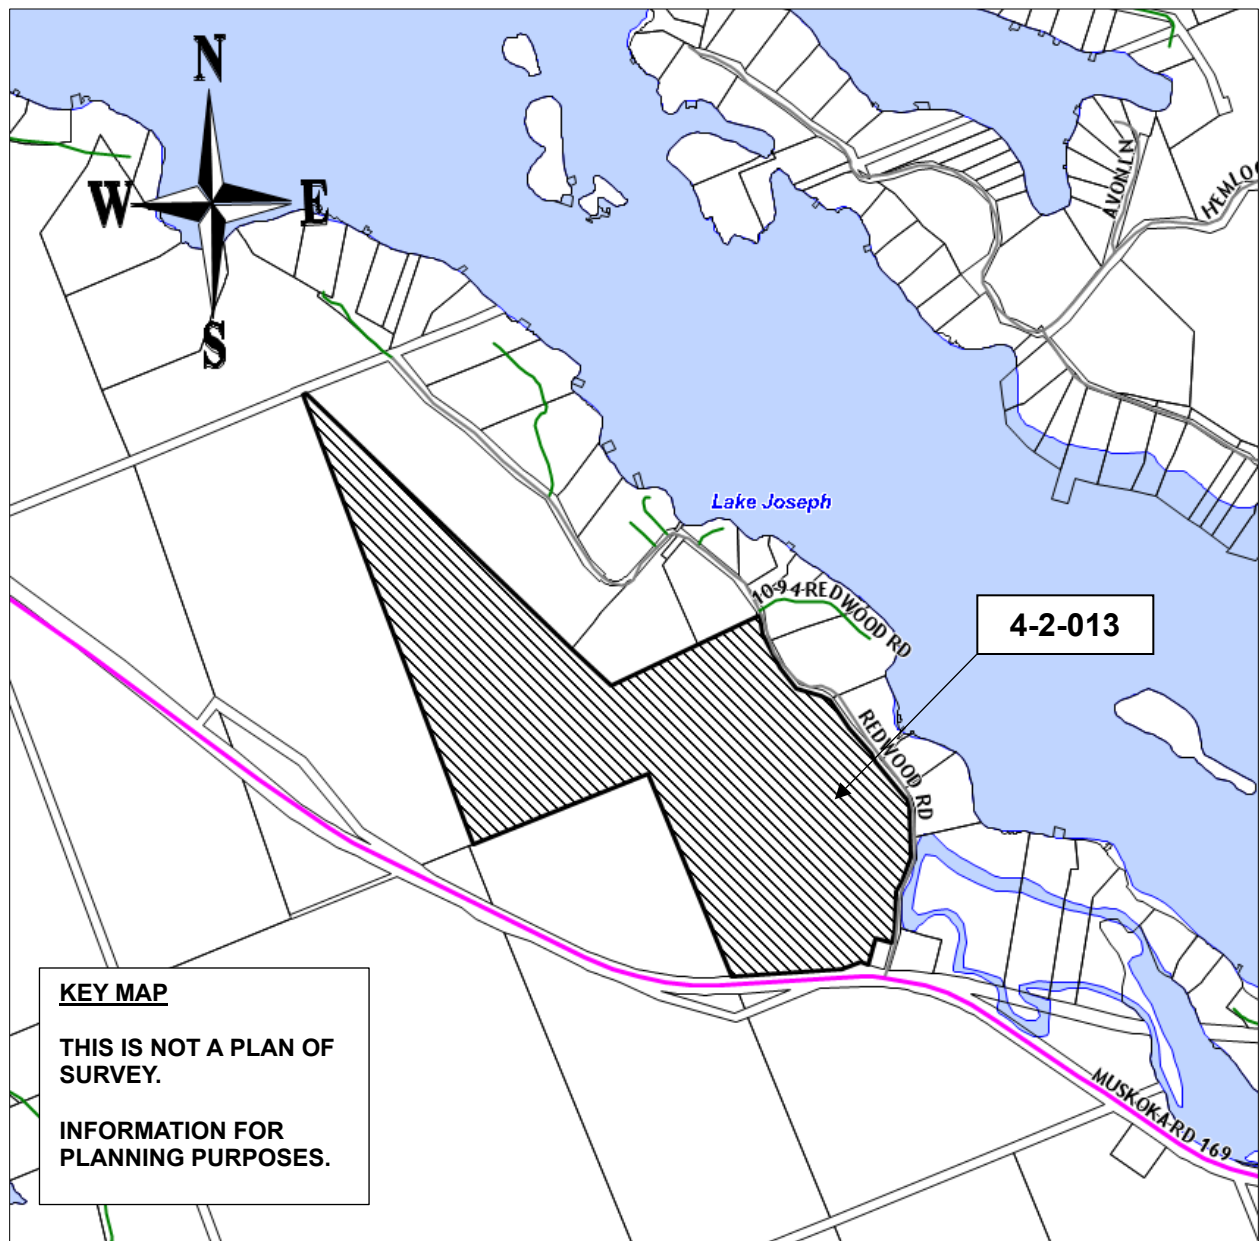 N
W E
S
AVON LN
HEMLOC
Lake Joseph
1094 REDWOOD RD
4-2-013
REDWOOD RD
KEY MAP
THIS IS NOT A PLAN OF
SURVEY.
INFORMATION FOR
PLANNING PURPOSES.
MUSKOKA RD 169